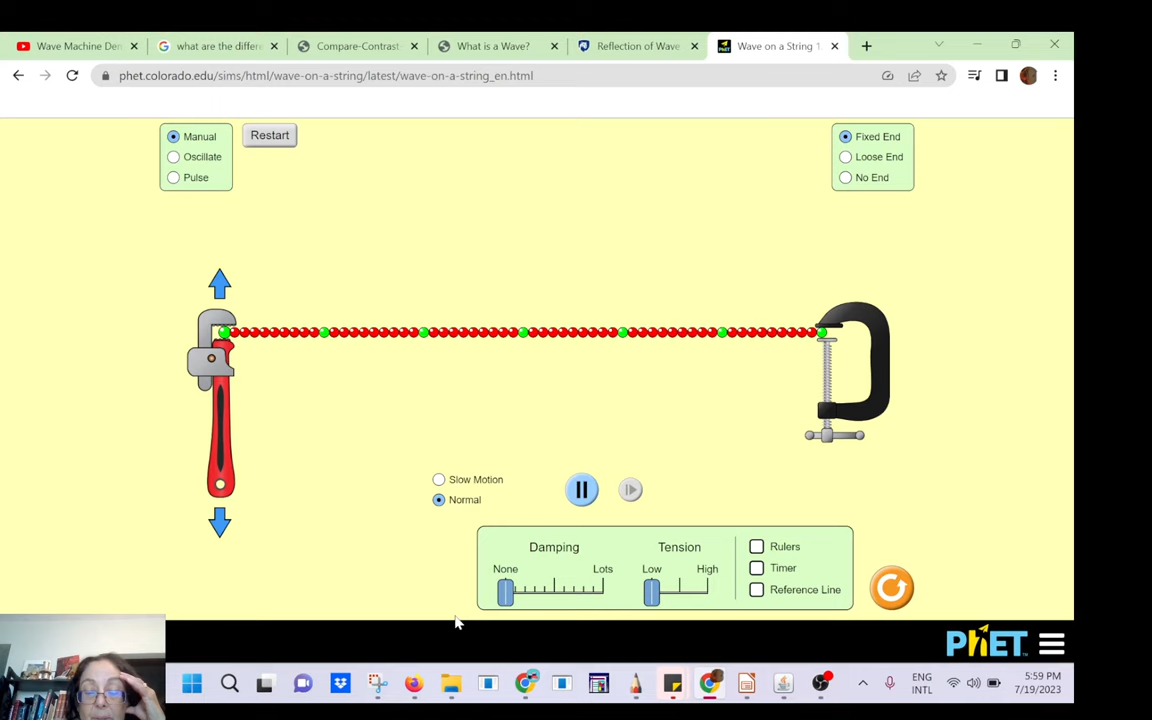 Wave Machine Den
what are the differ
Compare-Contrast-
What is a Wave?
Reflection of Wave
Wave on a String 1
phet.colorado.edu/sims/html/wave-on-a-string/latest/wave-on-a-string_en.html
Manual
Restart
Fixed End
Oscillate
Loose End
Pulse
No End
Slow Motion
Normal
Damping
Tension
Rulers
None
Lots
Low
High
Timer
Reference Line
PhET
ENG
INTL
5:59 PM
7/19/2023